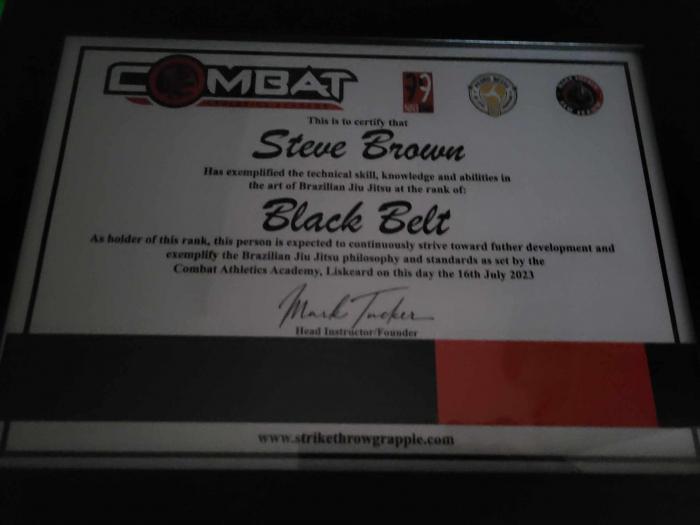 COMBAT
This is to certify that
Steve Brown
Has exemplified the technical skill, knowledge and abilities in
the art of Brazilian Jiu Jitsu at the rank of:
Black Belt
As holder of this rank, this person is expected to continuously strive toward futher development and
exemplify the Brazilian Jiu Jitsu philosophy and standards as set by the
Combat Athletics Academy, Liskeard on this day the 16th July 2023
Mark Tucker
Head Instructor/Founder
www.strikethrowgrapple.com